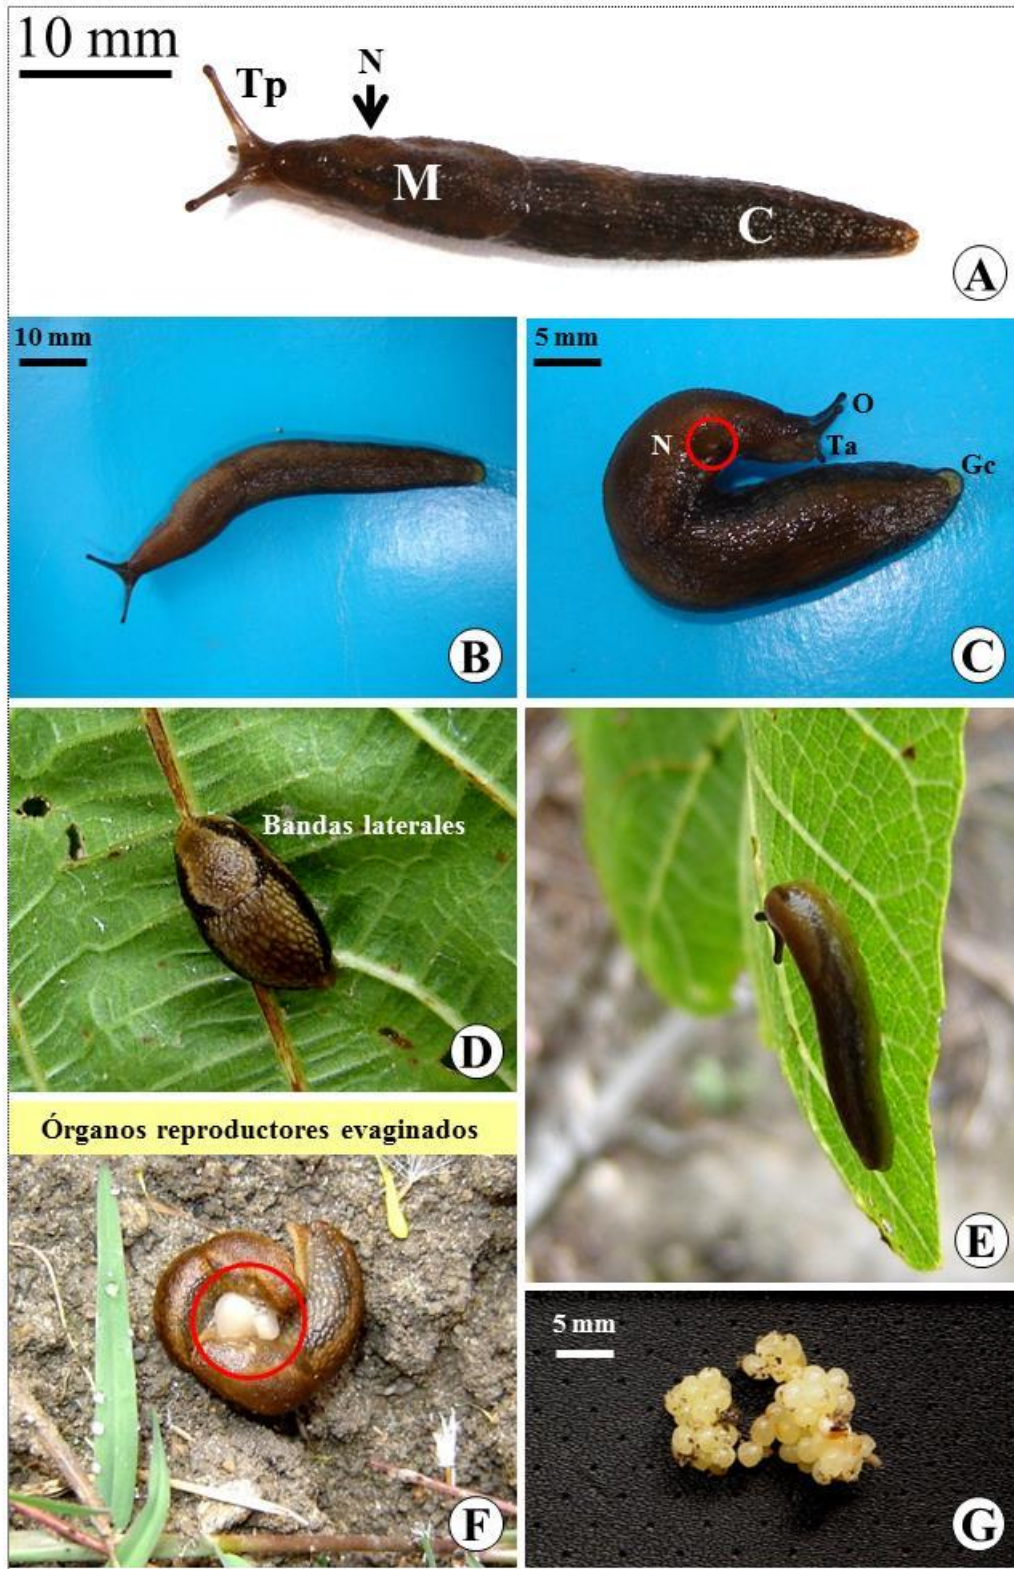 10 mm
Tp
N
M
C
A
10 mm
B
5 mm
O
N
Ta
Gc
C
Bandas laterales
D
E
Órganos reproductores evaginados
F
5 mm
G